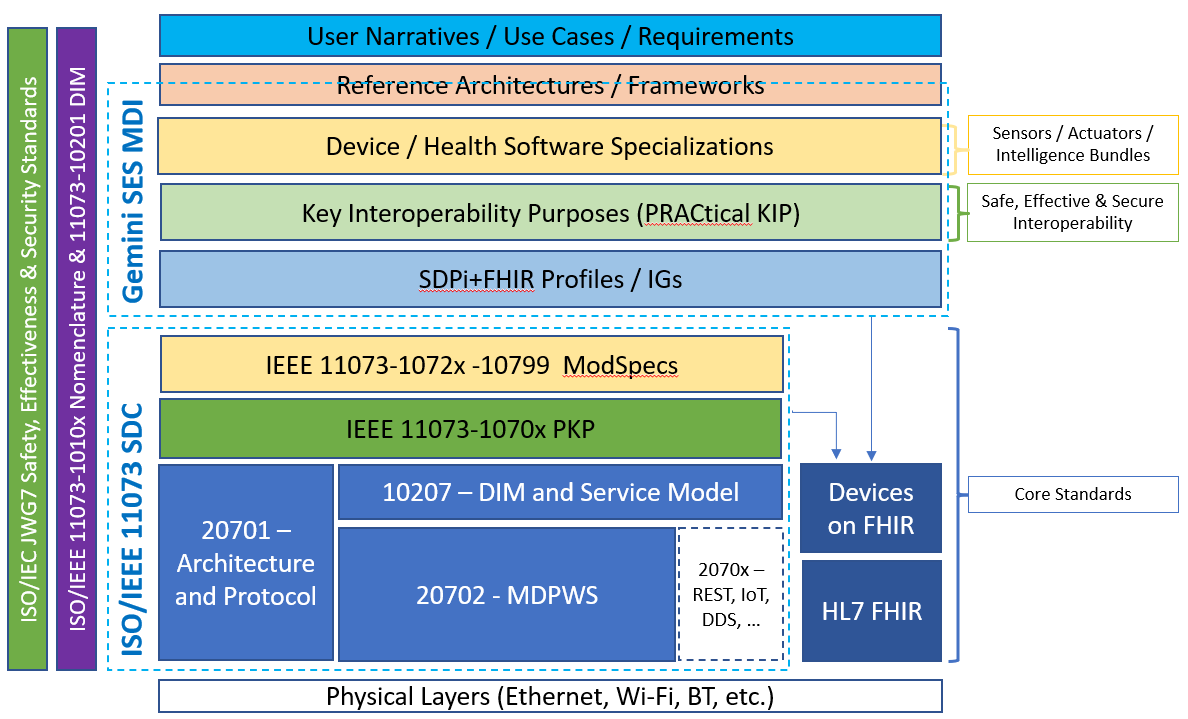 ISO/IEC JWG7 Safety, Effectiveness & Security Standards
ISO/IEEE 11073-1010x Nomenclature & 11073-10201 DIM
User Narratives / Use Cases / Requirements
Gemini SES MDI
Reference Architectures / Frameworks
Device / Health Software Specializations
Sensors / Actuators /
Intelligence Bundles
Key Interoperability Purposes (PRACtical KIP)
Safe, Effective & Secure
Interoperability
SDPi+FHIR Profiles / IGs
ISO/IEEE 11073 SDC
IEEE 11073-1072x -10799 ModSpecs
IEEE 11073-1070x PKP
20701 –
Architecture
and Protocol
10207 – DIM and Service Model
20702 - MDPWS
2070x –
REST, IoT,
DDS, ...
Devices
on FHIR
HL7 FHIR
Core Standards
Physical Layers (Ethernet, Wi-Fi, BT, etc.)